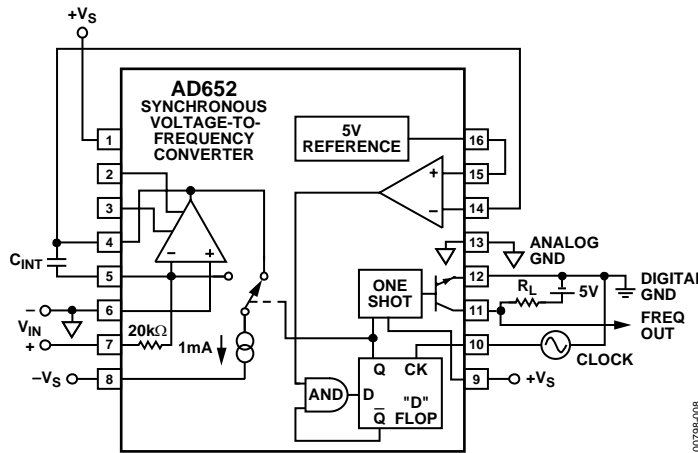 +VS
AD652
SYNCHRONOUS
VOLTAGE-TO-
FREQUENCY
CONVERTER
5V
REFERENCE
1
2
3
4
5
6
7
8
16
15
14
13
12
11
10
9
+
–
–
+
CINT
–
VIN
+
20kΩ
1mA
–VS
ONE
SHOT
AND
D
Q
CK
"D"
FLOP
Q̅
ANALOG
GND
RL
5V
DIGITAL
GND
FREQ
OUT
CLOCK
+VS
00798-008